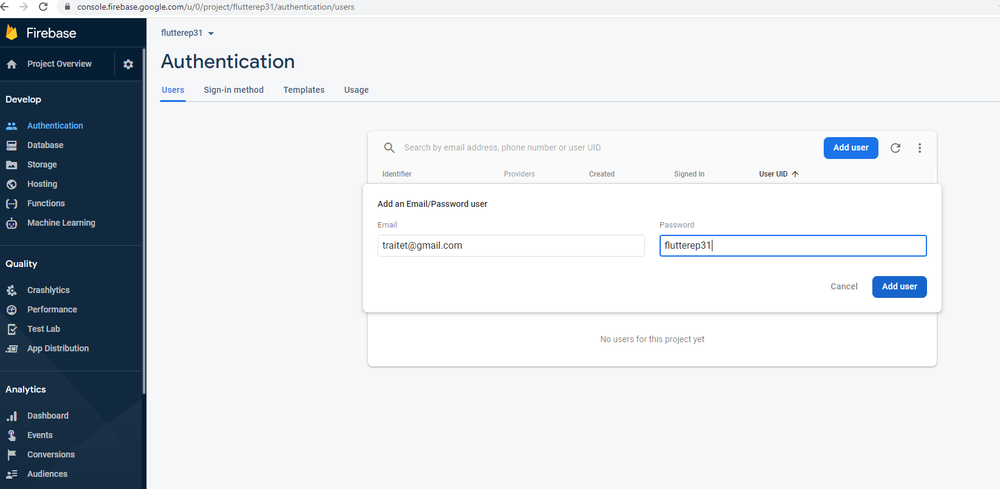 console.firebase.google.com/u/0/project/flutterep31/authentication/users
Firebase
Project Overview
Develop
Authentication
Database
Storage
Hosting
Functions
Machine Learning
Quality
Crashlytics
Performance
Test Lab
App Distribution
Analytics
Dashboard
Events
Conversions
Audiences
flutterep31
Authentication
Users Sign-in method Templates Usage
Search by email address, phone number or user UID Add user
Identifier Providers Created Signed In User UID
Add an Email/Password user
Email Password
traitet@gmail.com flutterep31
Cancel Add user
No users for this project yet